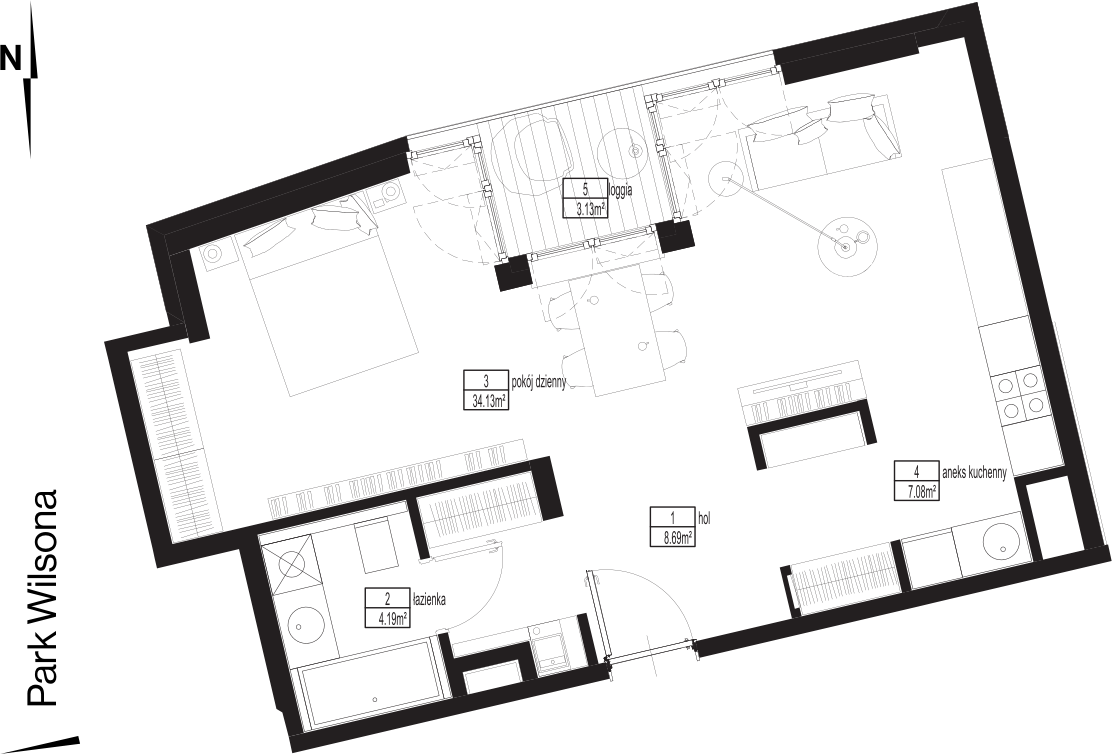 N
5 loggia
3.13m²
3 pokój dzienny
34.13m²
4 aneks kuchenny
7.08m²
1 hol
8.69m²
2 łazienka
4.19m²
Park Wilsona